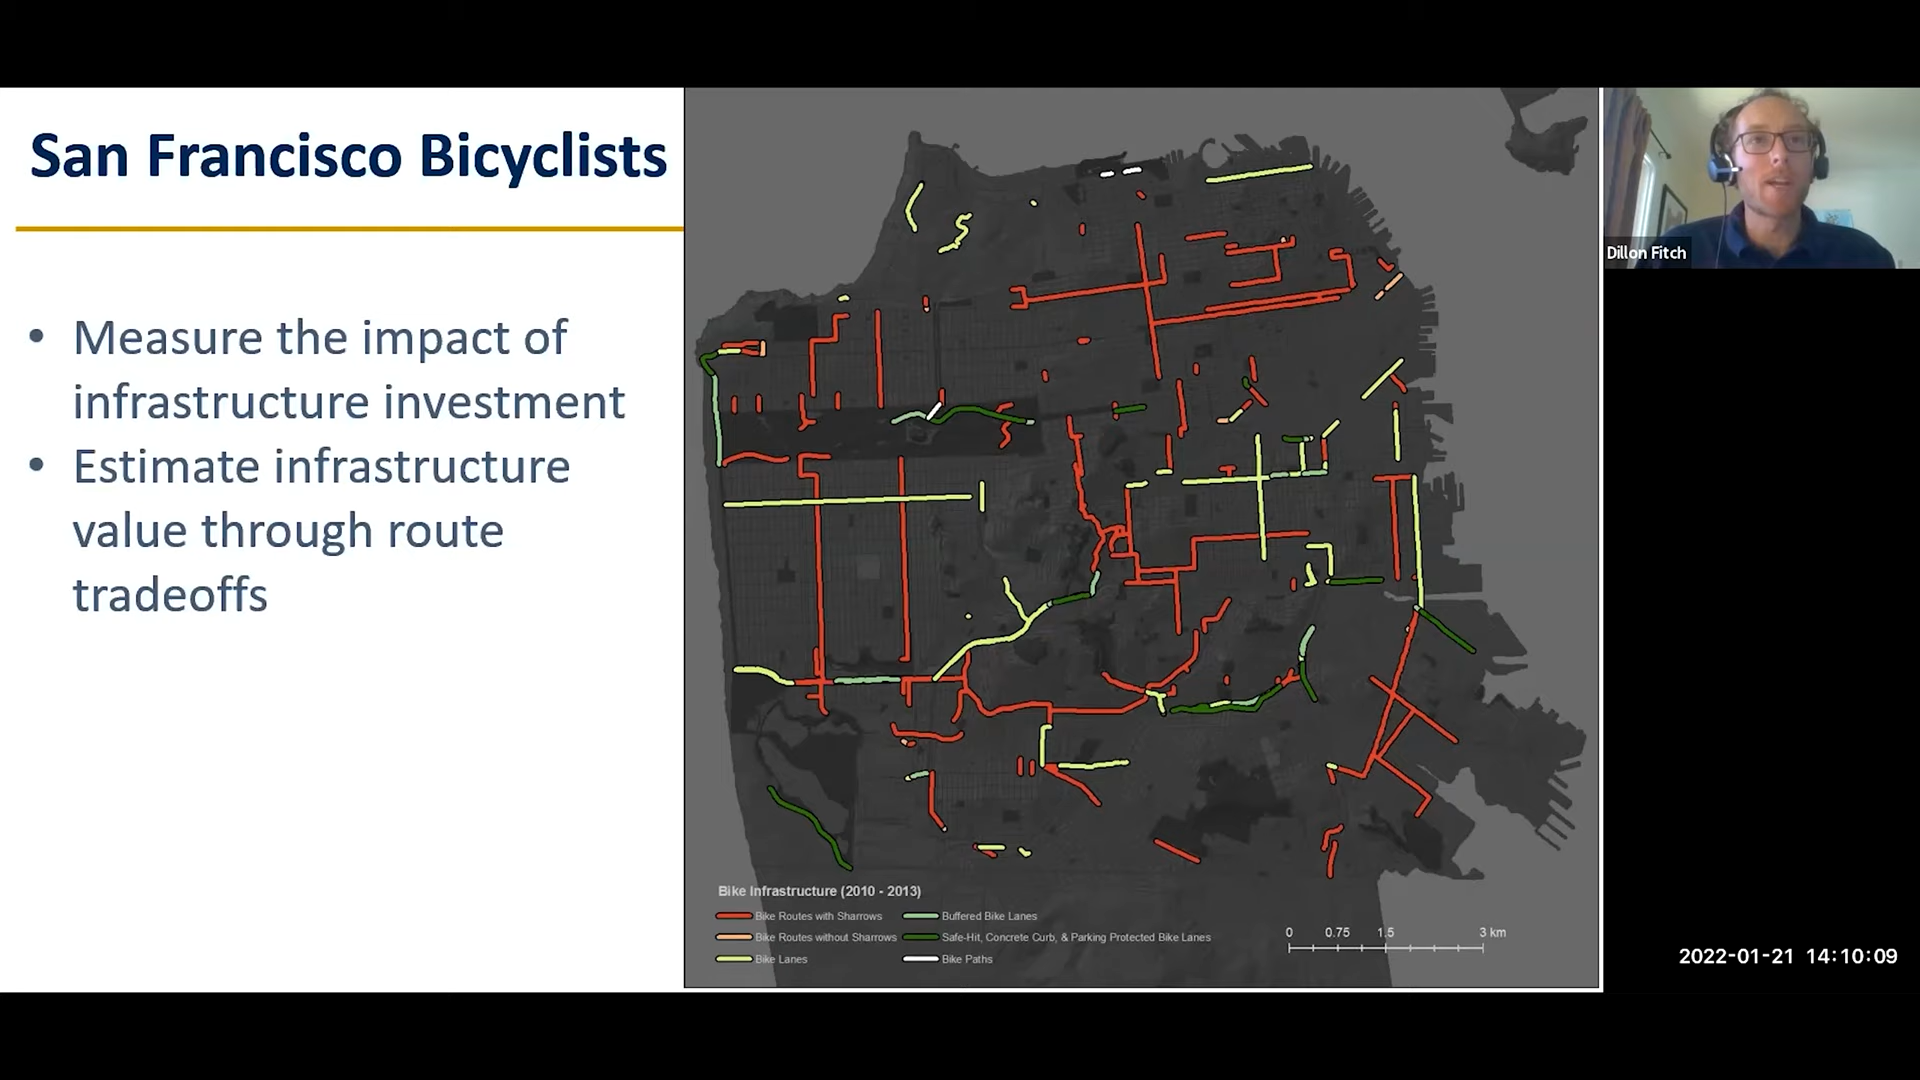 San Francisco Bicyclists
• Measure the impact of
infrastructure investment
• Estimate infrastructure
value through route
tradeoffs
Bike Infrastructure (2010 - 2013)
Bike Routes with Sharrows
Bike Routes without Sharrows
Bike Lanes
Buffered Bike Lanes
Safe-Hit, Concrete Curb, & Parking Protected Bike Lanes
Bike Paths
0 0.75 1.5 3 km
Dillon Fitch
2022-01-21 14:10:09